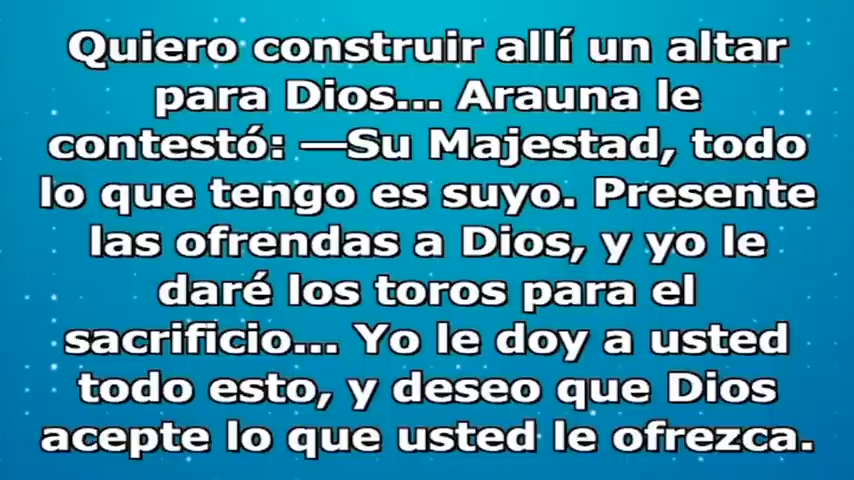 Quiero construir allí un altar
para Dios... Arauna le
contestó: —Su Majestad, todo
lo que tengo es suyo. Presente
las ofrendas a Dios, y yo le
daré los toros para el
sacrificio... Yo le doy a usted
todo esto, y deseo que Dios
acepte lo que usted le ofrezca.